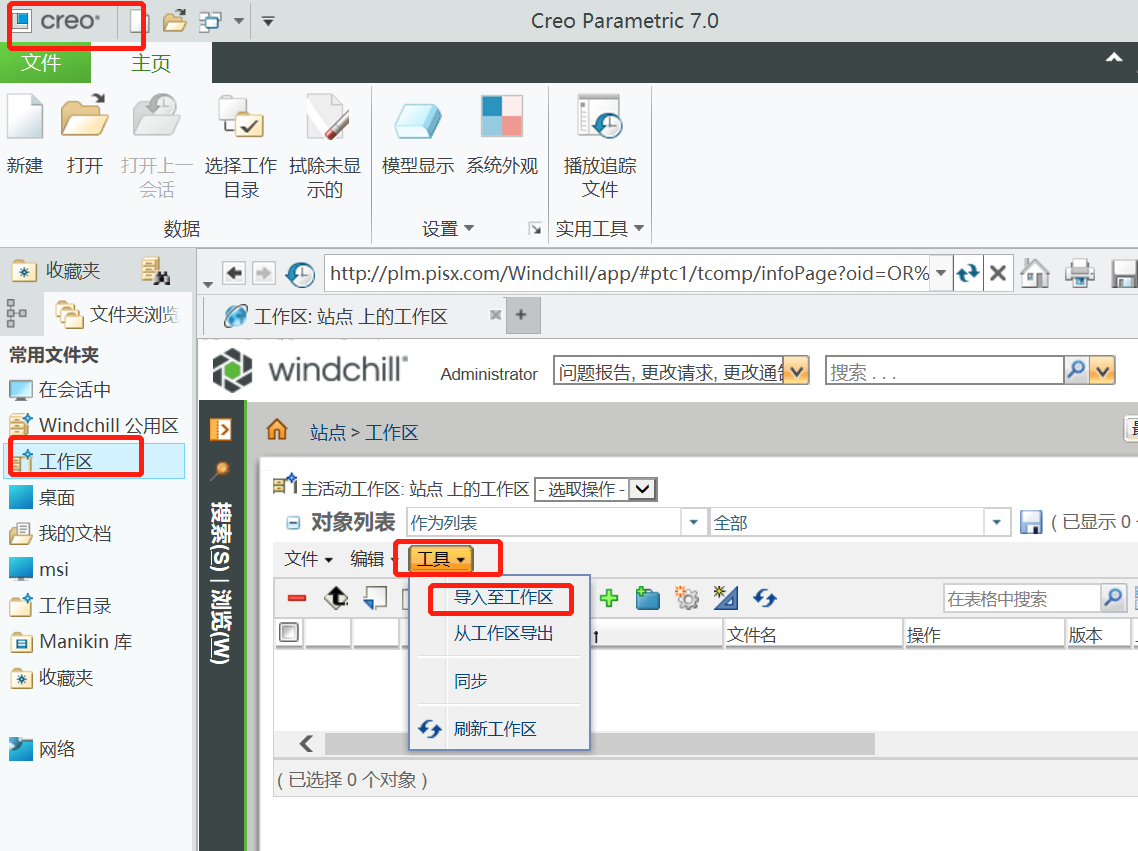 creo°
Creo Parametric 7.0
文件
主页
新建
打开
打开上一
会话
选择工作
目录
拭除未显
示的
模型显示
系统外观
播放追踪
文件
数据
设置
实用工具
收藏夹
http://plm.pisx.com/Windchill/app/#ptc1/tcomp/infoPage?oid=OR%
文件夹浏览
工作区: 站点 上的工作区
常用文件夹
在会话中
Windchill 公用区
工作区
桌面
我的文档
msi
工作目录
Manikin 库
收藏夹
网络
windchill
Administrator
问题报告, 更改请求, 更改通告
搜索 . . .
搜索(S) | 浏览(W)
站点 > 工作区
主活动工作区: 站点 上的工作区
- 选取操作 -
对象列表
作为列表
全部
( 已显示 0
文件
编辑
工具
导入至工作区
从工作区导出
同步
刷新工作区
在表格中搜索
文件名
操作
版本
( 已选择 0 个对象 )